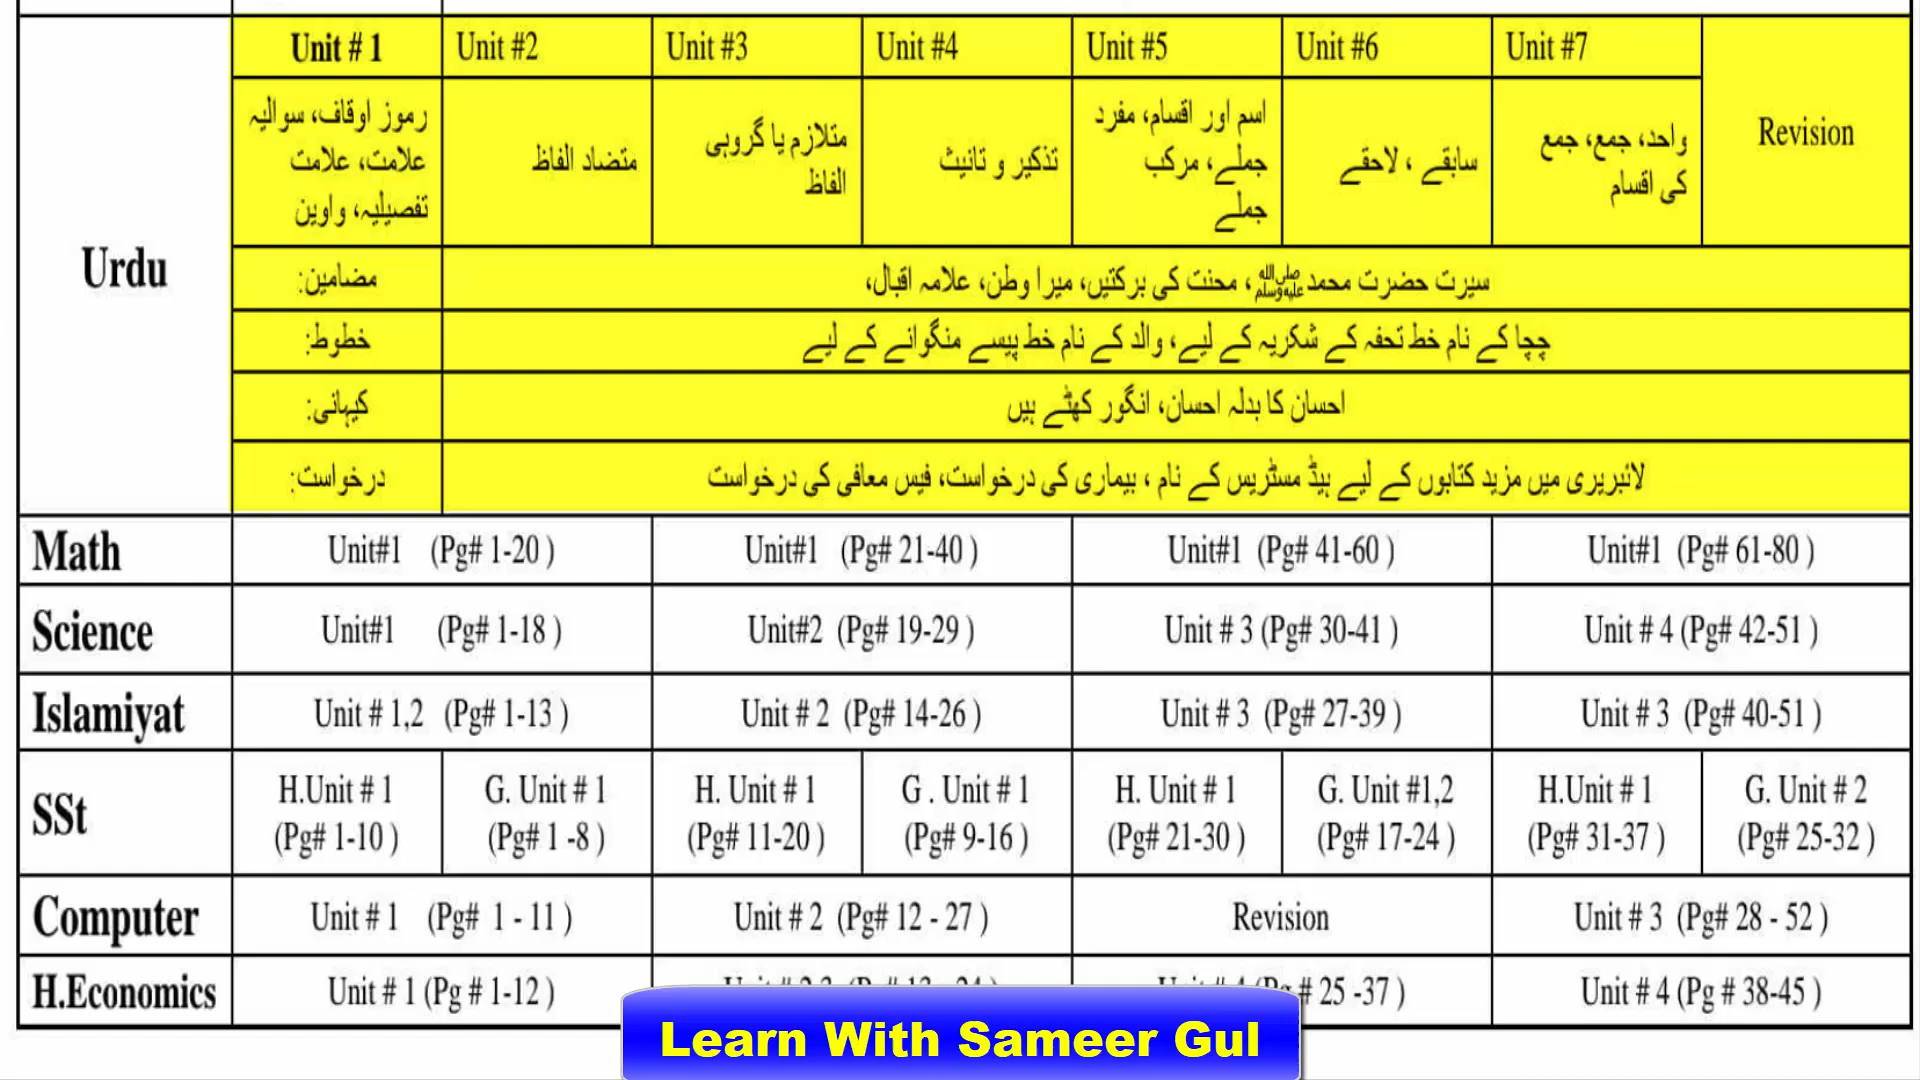 Urdu
Unit # 1 Unit #2 Unit #3 Unit #4 Unit #5 Unit #6 Unit #7 Revision
رموز اوقاف، سوالیہ
علامت، علامت
تفصیلیہ، واوین
متضاد الفاظ
متلازم یا گروہی
الفاظ
تذکیر و تانیث
اسم اور اقسام، مفرد
جملے، مرکب
جملے
سابقے ، لاحقے
واحد، جمع، جمع
کی اقسام
مضامین: سیرت حضرت محمدﷺ، محنت کی برکتیں، میرا وطن، علامہ اقبال،
خطوط: چچا کے نام خط تحفہ کے شکریہ کے لیے، والد کے نام خط پیسے منگوانے کے لیے
کیہانی: احسان کا بدلہ احسان، انگور کھٹے ہیں
درخواست: لائبریری میں مزید کتابوں کے لیے ہیڈ مسٹریس کے نام ، بیماری کی درخواست، فیس معافی کی درخواست
Math Unit#1 (Pg# 1-20 ) Unit#1 (Pg# 21-40 ) Unit#1 (Pg# 41-60 ) Unit#1 (Pg# 61-80 )
Science Unit#1 (Pg# 1-18 ) Unit#2 (Pg# 19-29 ) Unit # 3 (Pg# 30-41 ) Unit # 4 (Pg# 42-51 )
Islamiyat Unit # 1,2 (Pg# 1-13 ) Unit # 2 (Pg# 14-26 ) Unit # 3 (Pg# 27-39 ) Unit # 3 (Pg# 40-51 )
SSt
H.Unit # 1 G. Unit # 1 H. Unit # 1 G . Unit # 1 H. Unit # 1 G. Unit #1,2 H.Unit # 1 G. Unit # 2
(Pg# 1-10 ) (Pg# 1 -8 ) (Pg# 11-20 ) (Pg# 9-16 ) (Pg# 21-30 ) (Pg# 17-24 ) (Pg# 31-37 ) (Pg# 25-32 )
Computer Unit # 1 (Pg# 1 - 11 ) Unit # 2 (Pg# 12 - 27 ) Revision Unit # 3 (Pg# 28 - 52 )
H.Economics Unit # 1 (Pg # 1-12 ) # 25 -37 ) Unit # 4 (Pg # 38-45 )
Learn With Sameer Gul